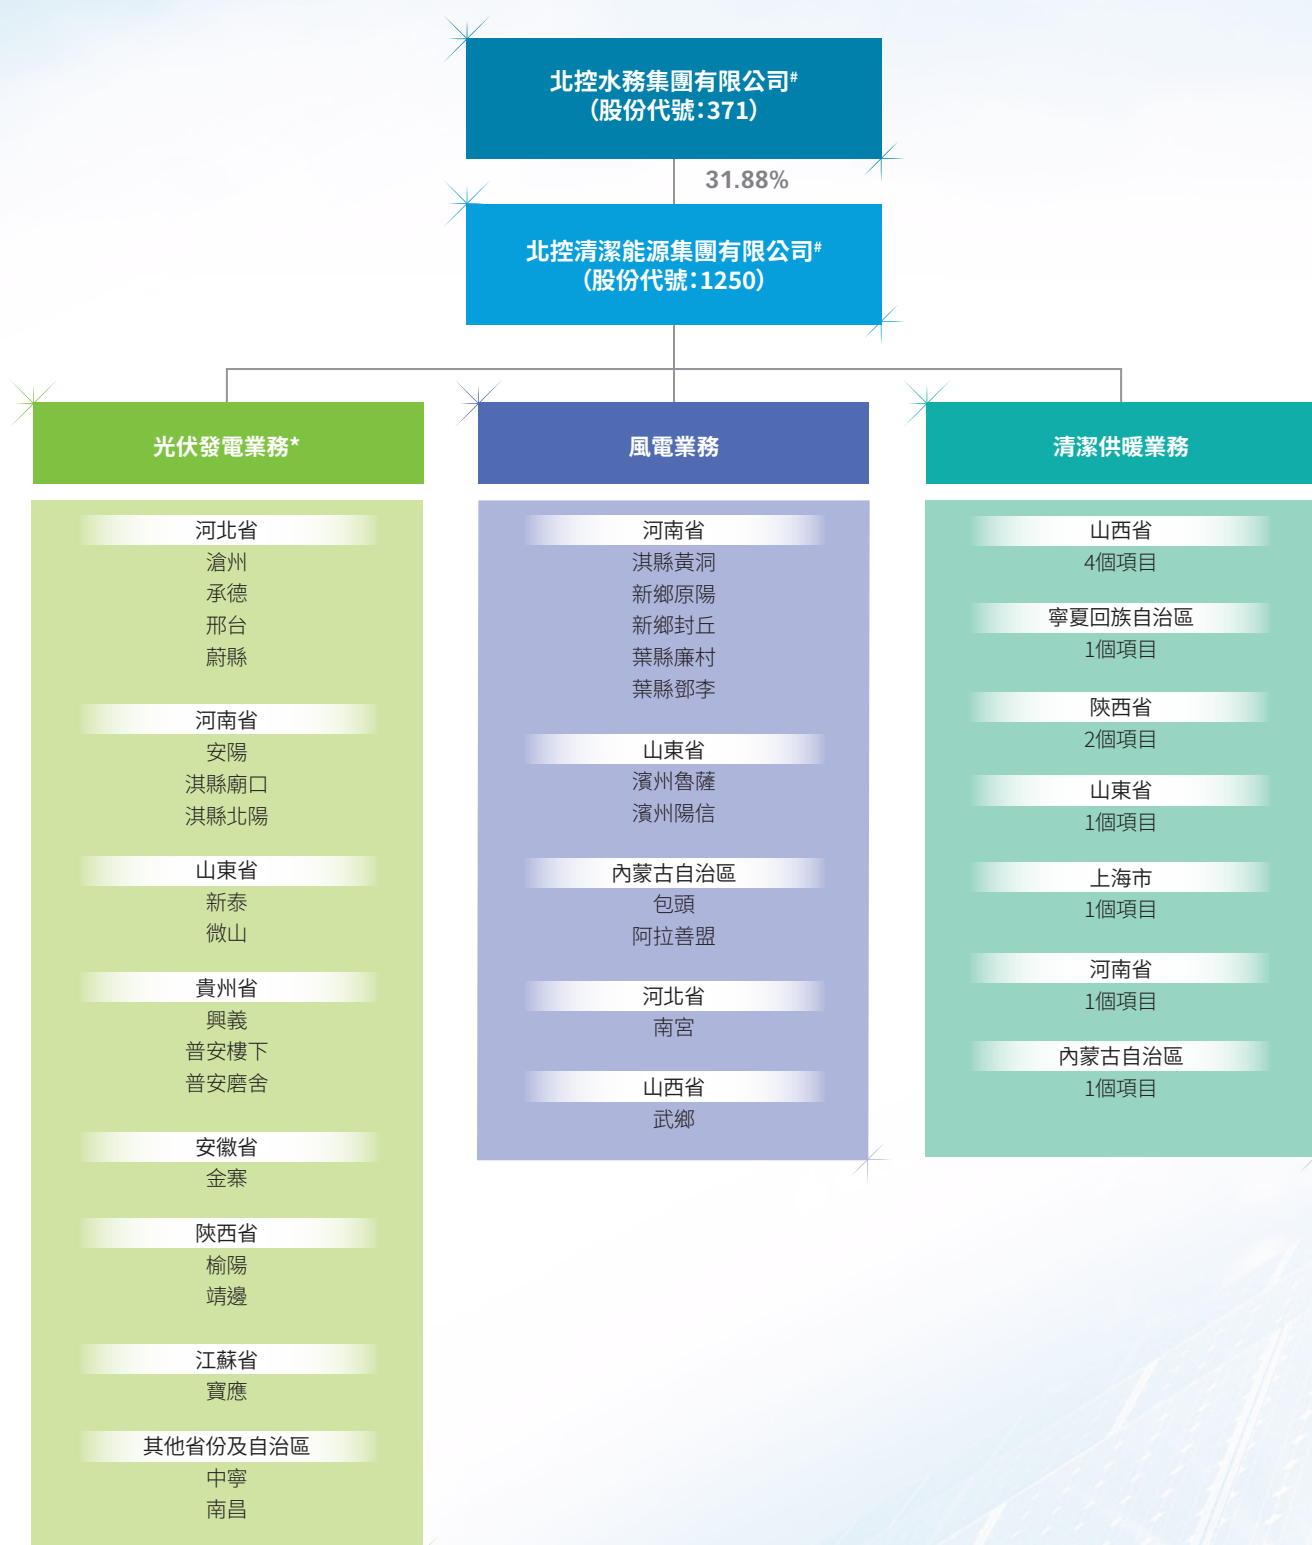 北控水務集團有限公司#
（股份代號：371）
31.88%
北控清潔能源集團有限公司#
（股份代號：1250）
光伏發電業務*
河北省
滄州
承德
邢台
蔚縣
河南省
安陽
淇縣廟口
淇縣北陽
山東省
新泰
微山
貴州省
興義
普安樓下
普安磨舍
安徽省
金寨
陝西省
榆陽
靖邊
江蘇省
寶應
其他省份及自治區
中寧
南昌
風電業務
河南省
淇縣黃洞
新鄉原陽
新鄉封丘
葉縣廉村
葉縣鄧李
山東省
濱州魯薩
濱州陽信
內蒙古自治區
包頭
阿拉善盟
河北省
南宮
山西省
武鄉
清潔供暖業務
山西省
4個項目
寧夏回族自治區
1個項目
陝西省
2個項目
山東省
1個項目
上海市
1個項目
河南省
1個項目
內蒙古自治區
1個項目